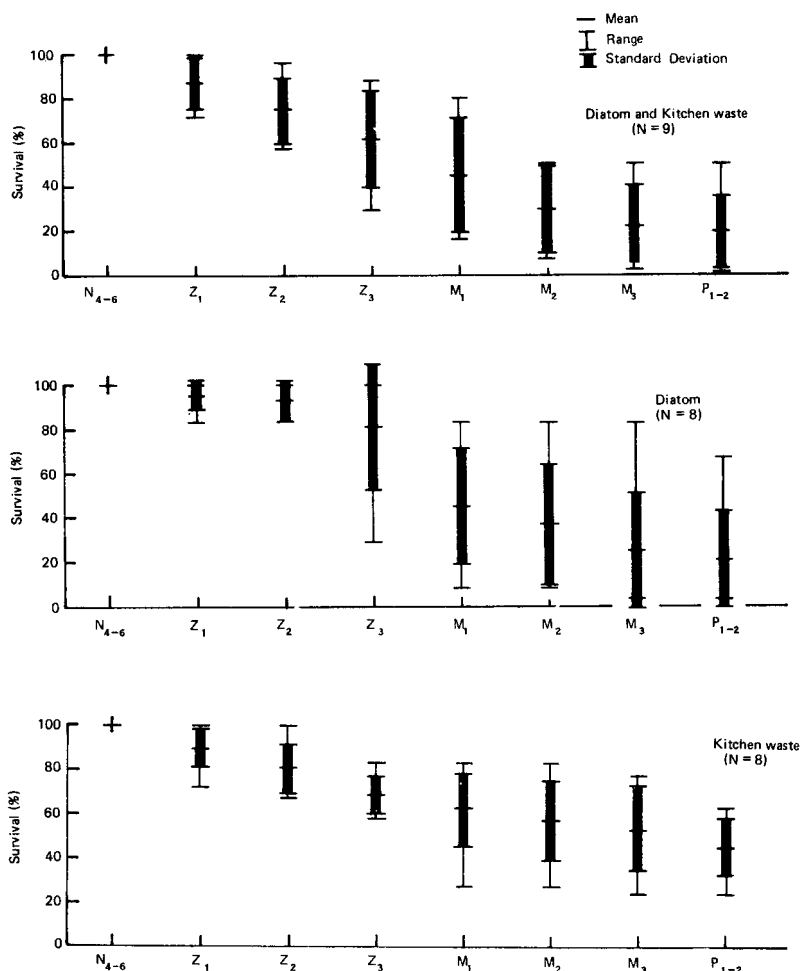 Mean
Range
Standard Deviation
Diatom and Kitchen waste
(N = 9)
Survival (%)
100
80
60
40
20
0
N4–6 Z1 Z2 Z3 M1 M2 M3 P1–2
Diatom
(N = 8)
Survival (%)
100
80
60
40
20
0
N4–6 Z1 Z2 Z3 M1 M2 M3 P1–2
Kitchen waste
(N = 8)
Survival (%)
100
80
60
40
20
0
N4–6 Z1 Z2 Z3 M1 M2 M3 P1–2